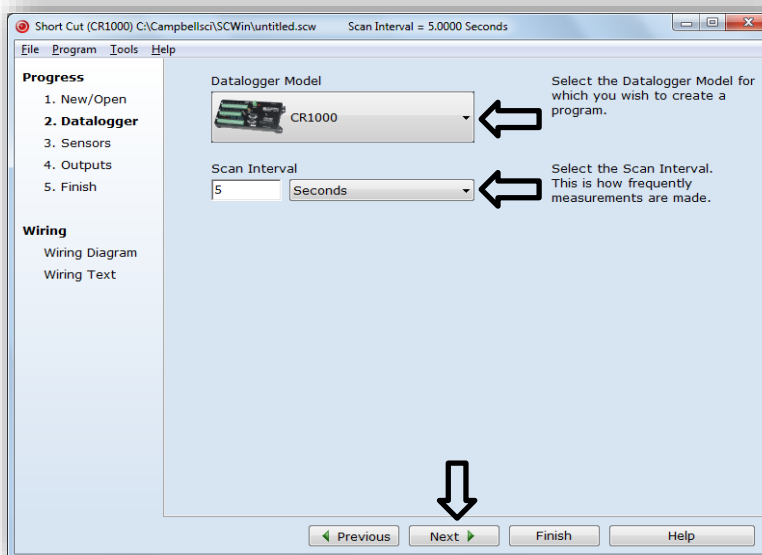 Short Cut (CR1000) C:\Campbellsci\SCWin\untitled.scw Scan Interval = 5.0000 Seconds
File Program Tools Help
Progress
1. New/Open
2. Datalogger
3. Sensors
4. Outputs
5. Finish
Wiring
Wiring Diagram
Wiring Text
Datalogger Model
CR1000
Select the Datalogger Model for
which you wish to create a
program.
Scan Interval
5 Seconds
Select the Scan Interval.
This is how frequently
measurements are made.
Previous Next Finish Help